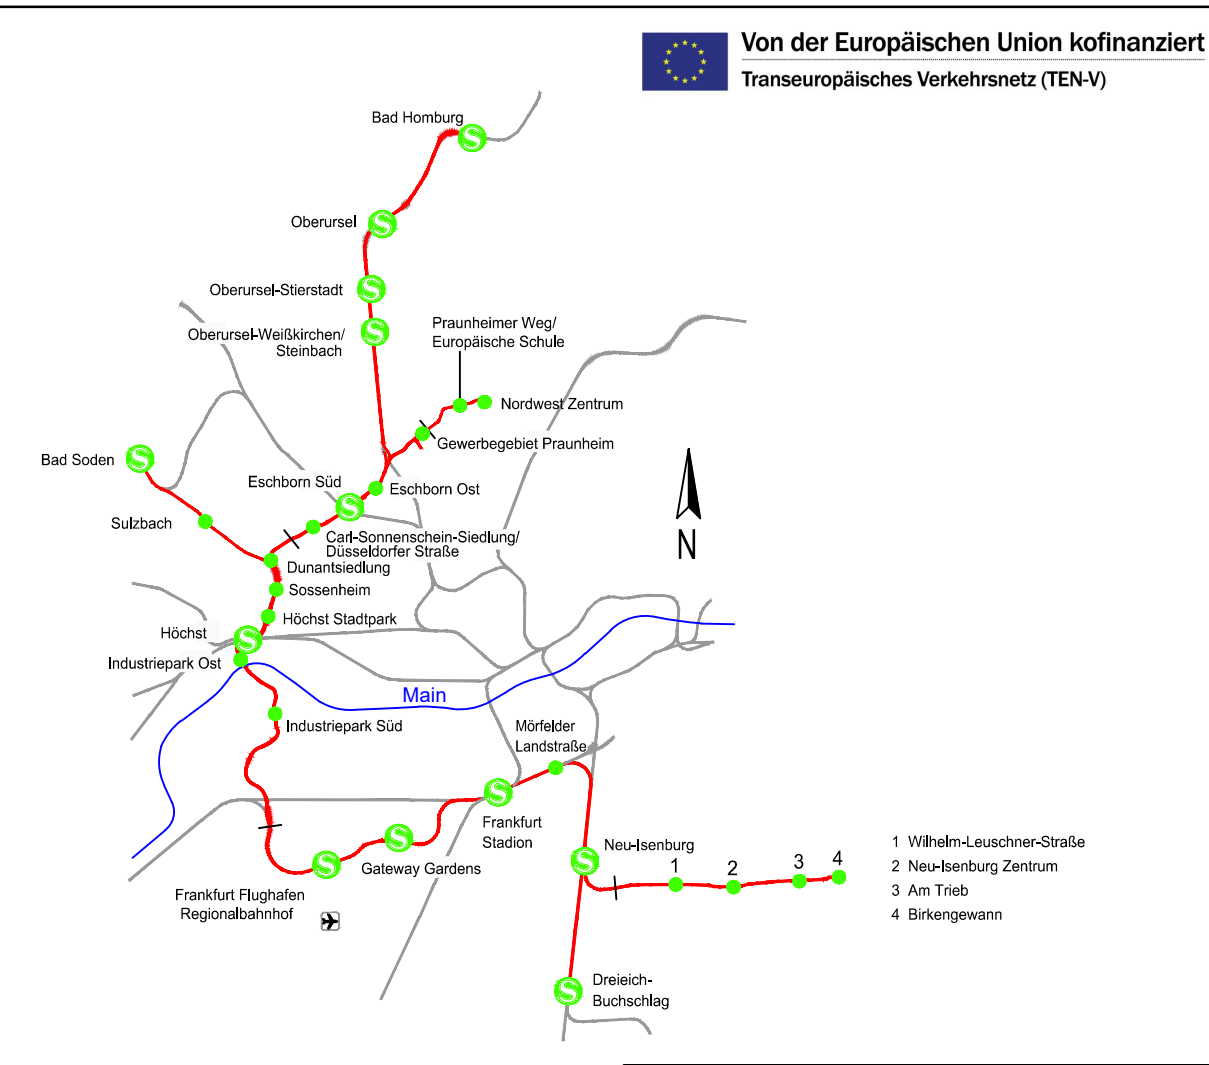 Von der Europäischen Union kofinanziert
Transeuropäisches Verkehrsnetz (TEN-V)
Bad Homburg
Oberursel
Oberursel-Stierstadt
Oberursel-Weißkirchen/
Steinbach
Praunheimer Weg/
Europäische Schule
Nordwest Zentrum
Gewerbegebiet Praunheim
Bad Soden
Eschborn Süd
Eschborn Ost
Sulzbach
Carl-Sonnenschein-Siedlung/
Düsseldorfer Straße
Dunantsiedlung
Sossenheim
Höchst Stadtpark
Höchst
Industriepark Ost
N
Main
Industriepark Süd
Mörfelder
Landstraße
Frankfurt
Stadion
Gateway Gardens
Frankfurt Flughafen
Regionalbahnhof
Neu-Isenburg
1
2
3
4
1 Wilhelm-Leuschner-Straße
2 Neu-Isenburg Zentrum
3 Am Trieb
4 Birkengewann
Dreieich-
Buchschlag
S
S
S
S
S
S
S
S
S
S
S
S